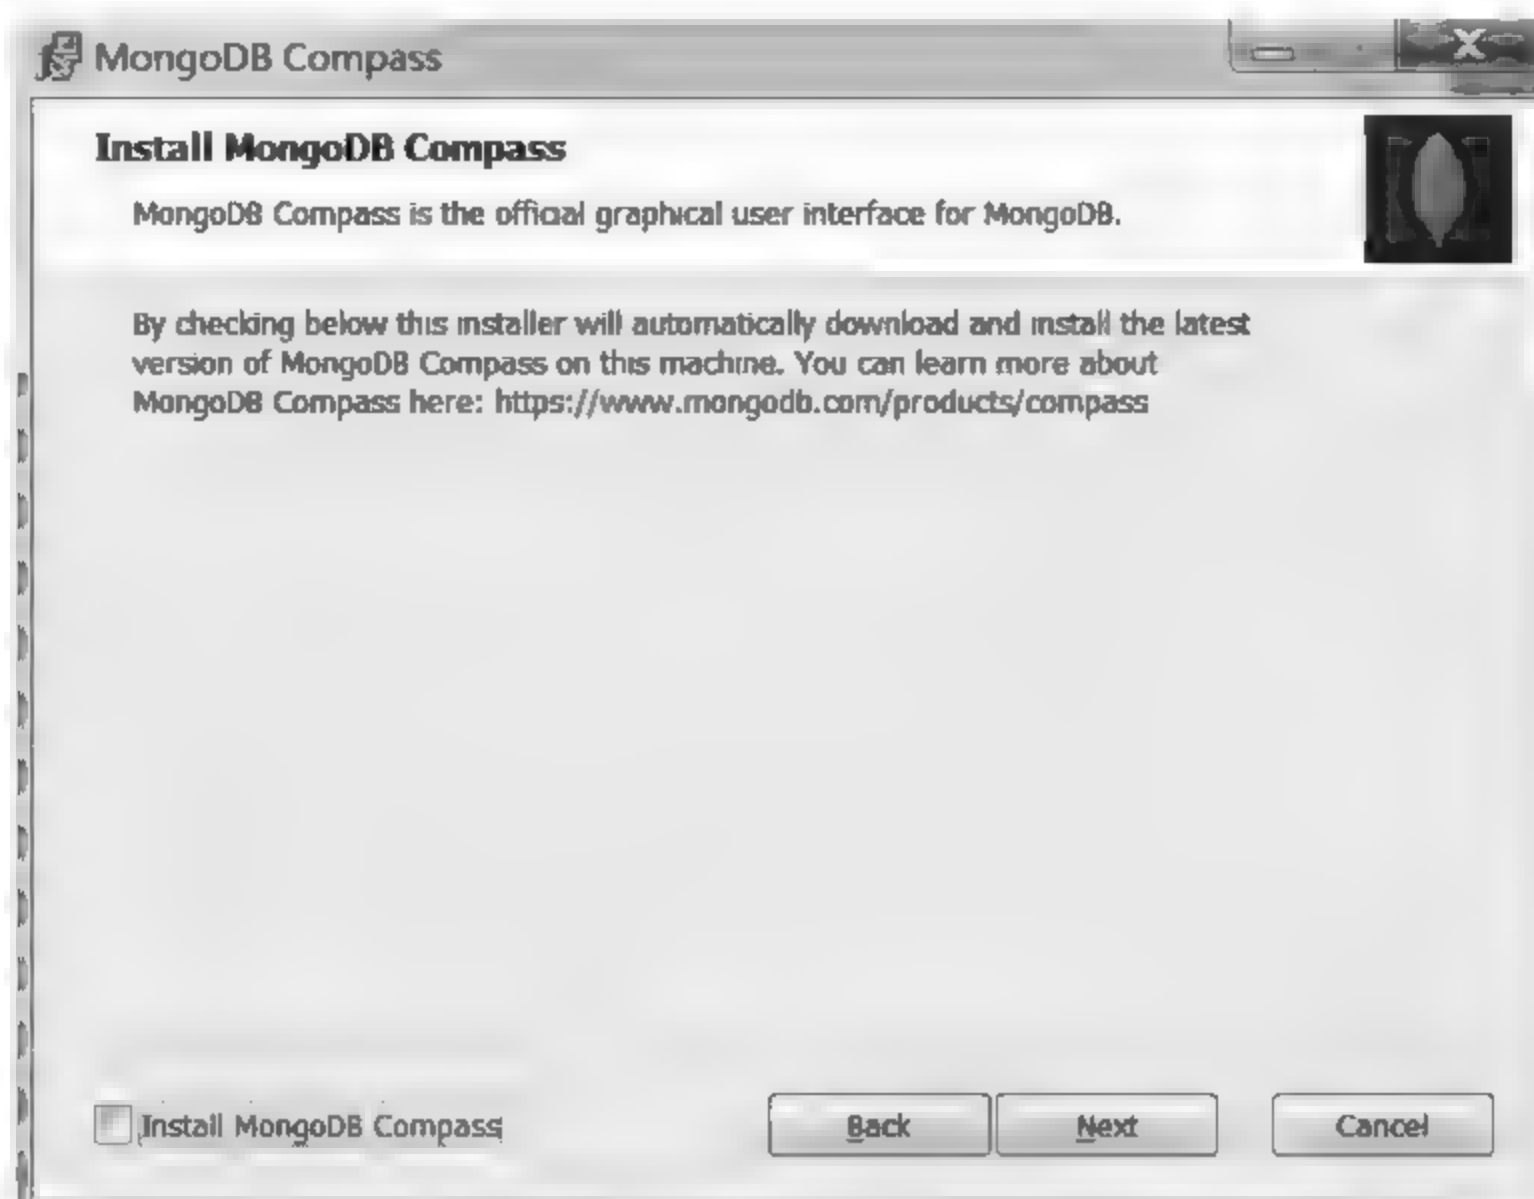 MongoDB Compass
Install MongoDB Compass
MongoDB Compass is the official graphical user interface for MongoDB.
By checking below this installer will automatically download and install the latest
version of MongoDB Compass on this machine. You can learn more about
MongoDB Compass here: https://www.mongodb.com/products/compass
Install MongoDB Compass
Back
Next
Cancel